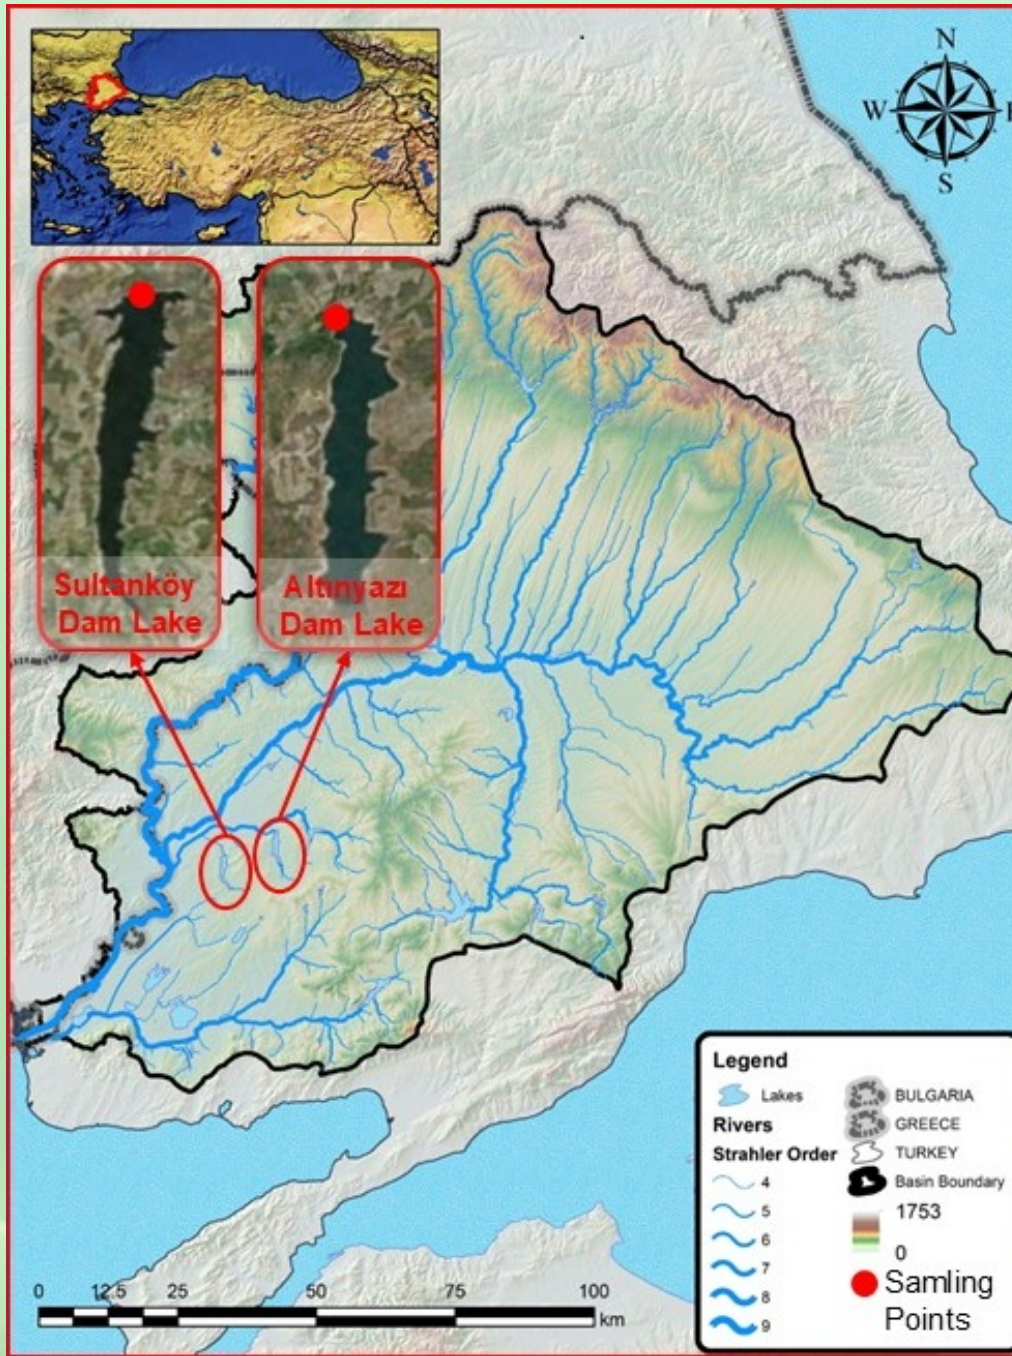 N
W
E
S
Sultanköy
Dam Lake
Altınyazı
Dam Lake
Legend
Lakes
Rivers
Strahler Order
4
5
6
7
8
9
BULGARIA
GREECE
TURKEY
Basin Boundary
1753
0
Samling
Points
0 12.5 25 50 75 100
km